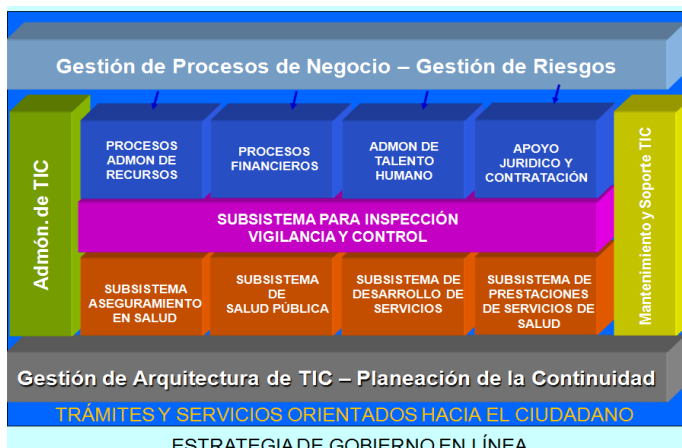 Gestión de Procesos de Negocio – Gestión de Riesgos
Admón. de TIC
PROCESOS
ADMON DE
RECURSOS
PROCESOS
FINANCIEROS
ADMON DE
TALENTO
HUMANO
APOYO
JURIDICO Y
CONTRATACIÓN
Mantenimiento y Soporte TIC
SUBSISTEMA PARA INSPECCIÓN
VIGILANCIA Y CONTROL
SUBSISTEMA
ASEGURAMIENTO
EN SALUD
SUBSISTEMA
DE
SALUD PÚBLICA
SUBSISTEMA DE
DESARROLLO DE
SERVICIOS
SUBSISTEMA DE
PRESTACIONES
DE SERVICIOS DE
SALUD
Gestión de Arquitectura de TIC – Planeación de la Continuidad
TRÁMITES Y SERVICIOS ORIENTADOS HACIA EL CIUDADANO
ESTRATEGIA DE GOBIERNO EN LÍNEA